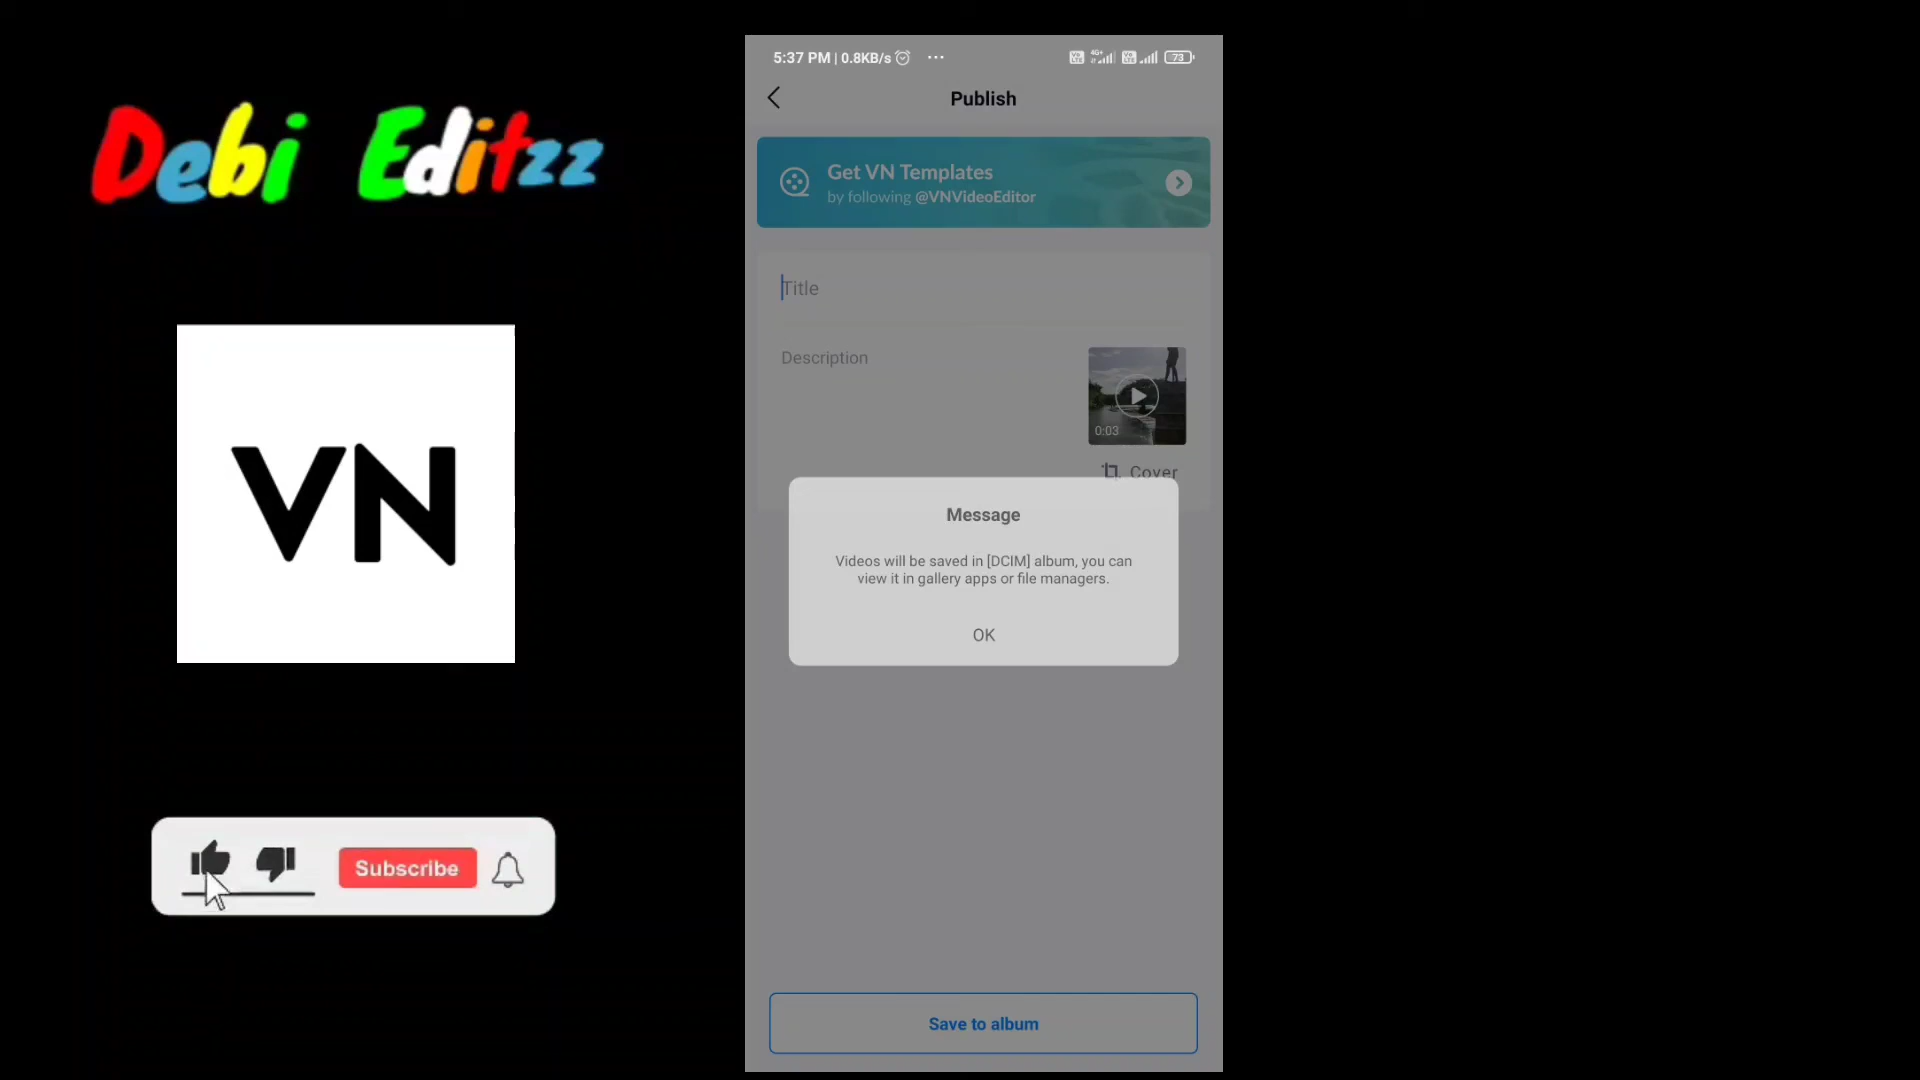 Debi Editzz
VN
Subscribe
5:37 PM | 0.8KB/s
73
Publish
Get VN Templates
by following @VNVideoEditor
Title
Description
0:03
Cover
Message
Videos will be saved in [DCIM] album, you can
view it in gallery apps or file managers.
OK
Save to album